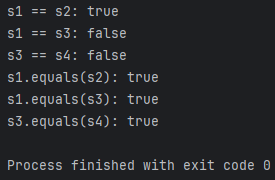 s1 == s2: true
s1 == s3: false
s3 == s4: false
s1.equals(s2): true
s1.equals(s3): true
s3.equals(s4): true
Process finished with exit code 0